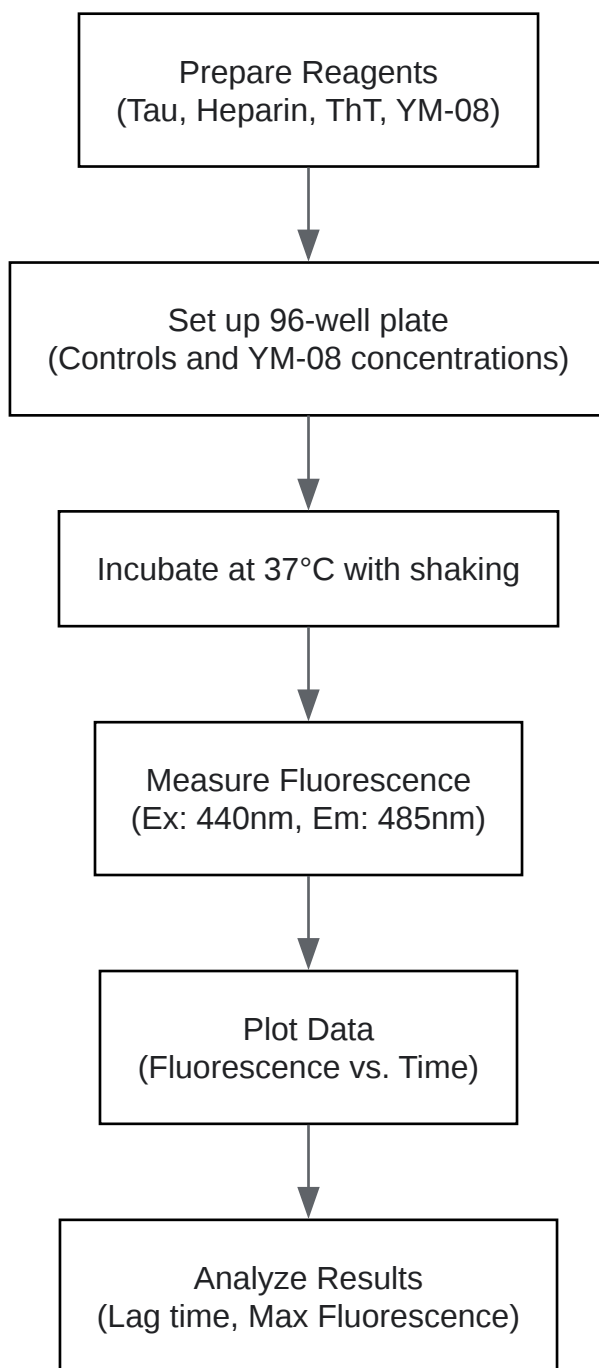 Prepare Reagents
(Tau, Heparin, ThT, YM-08)
Set up 96-well plate
(Controls and YM-08 concentrations)
Incubate at 37°C with shaking
Measure Fluorescence
(Ex: 440nm, Em: 485nm)
Plot Data
(Fluorescence vs. Time)
Analyze Results
(Lag time, Max Fluorescence)